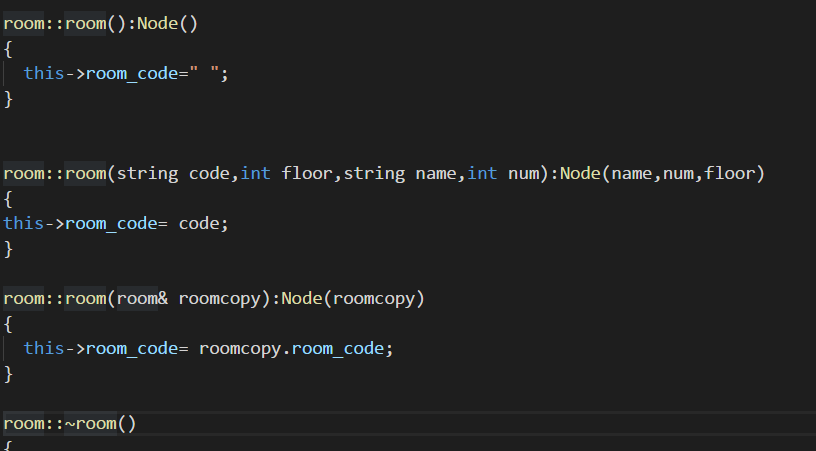 room::room():Node()
{
  this->room_code=" ";
}
room::room(string code,int floor,string name,int num):Node(name,num,floor)
{
this->room_code= code;
}
room::room(room& roomcopy):Node(roomcopy)
{
  this->room_code= roomcopy.room_code;
}
room::~room()
{